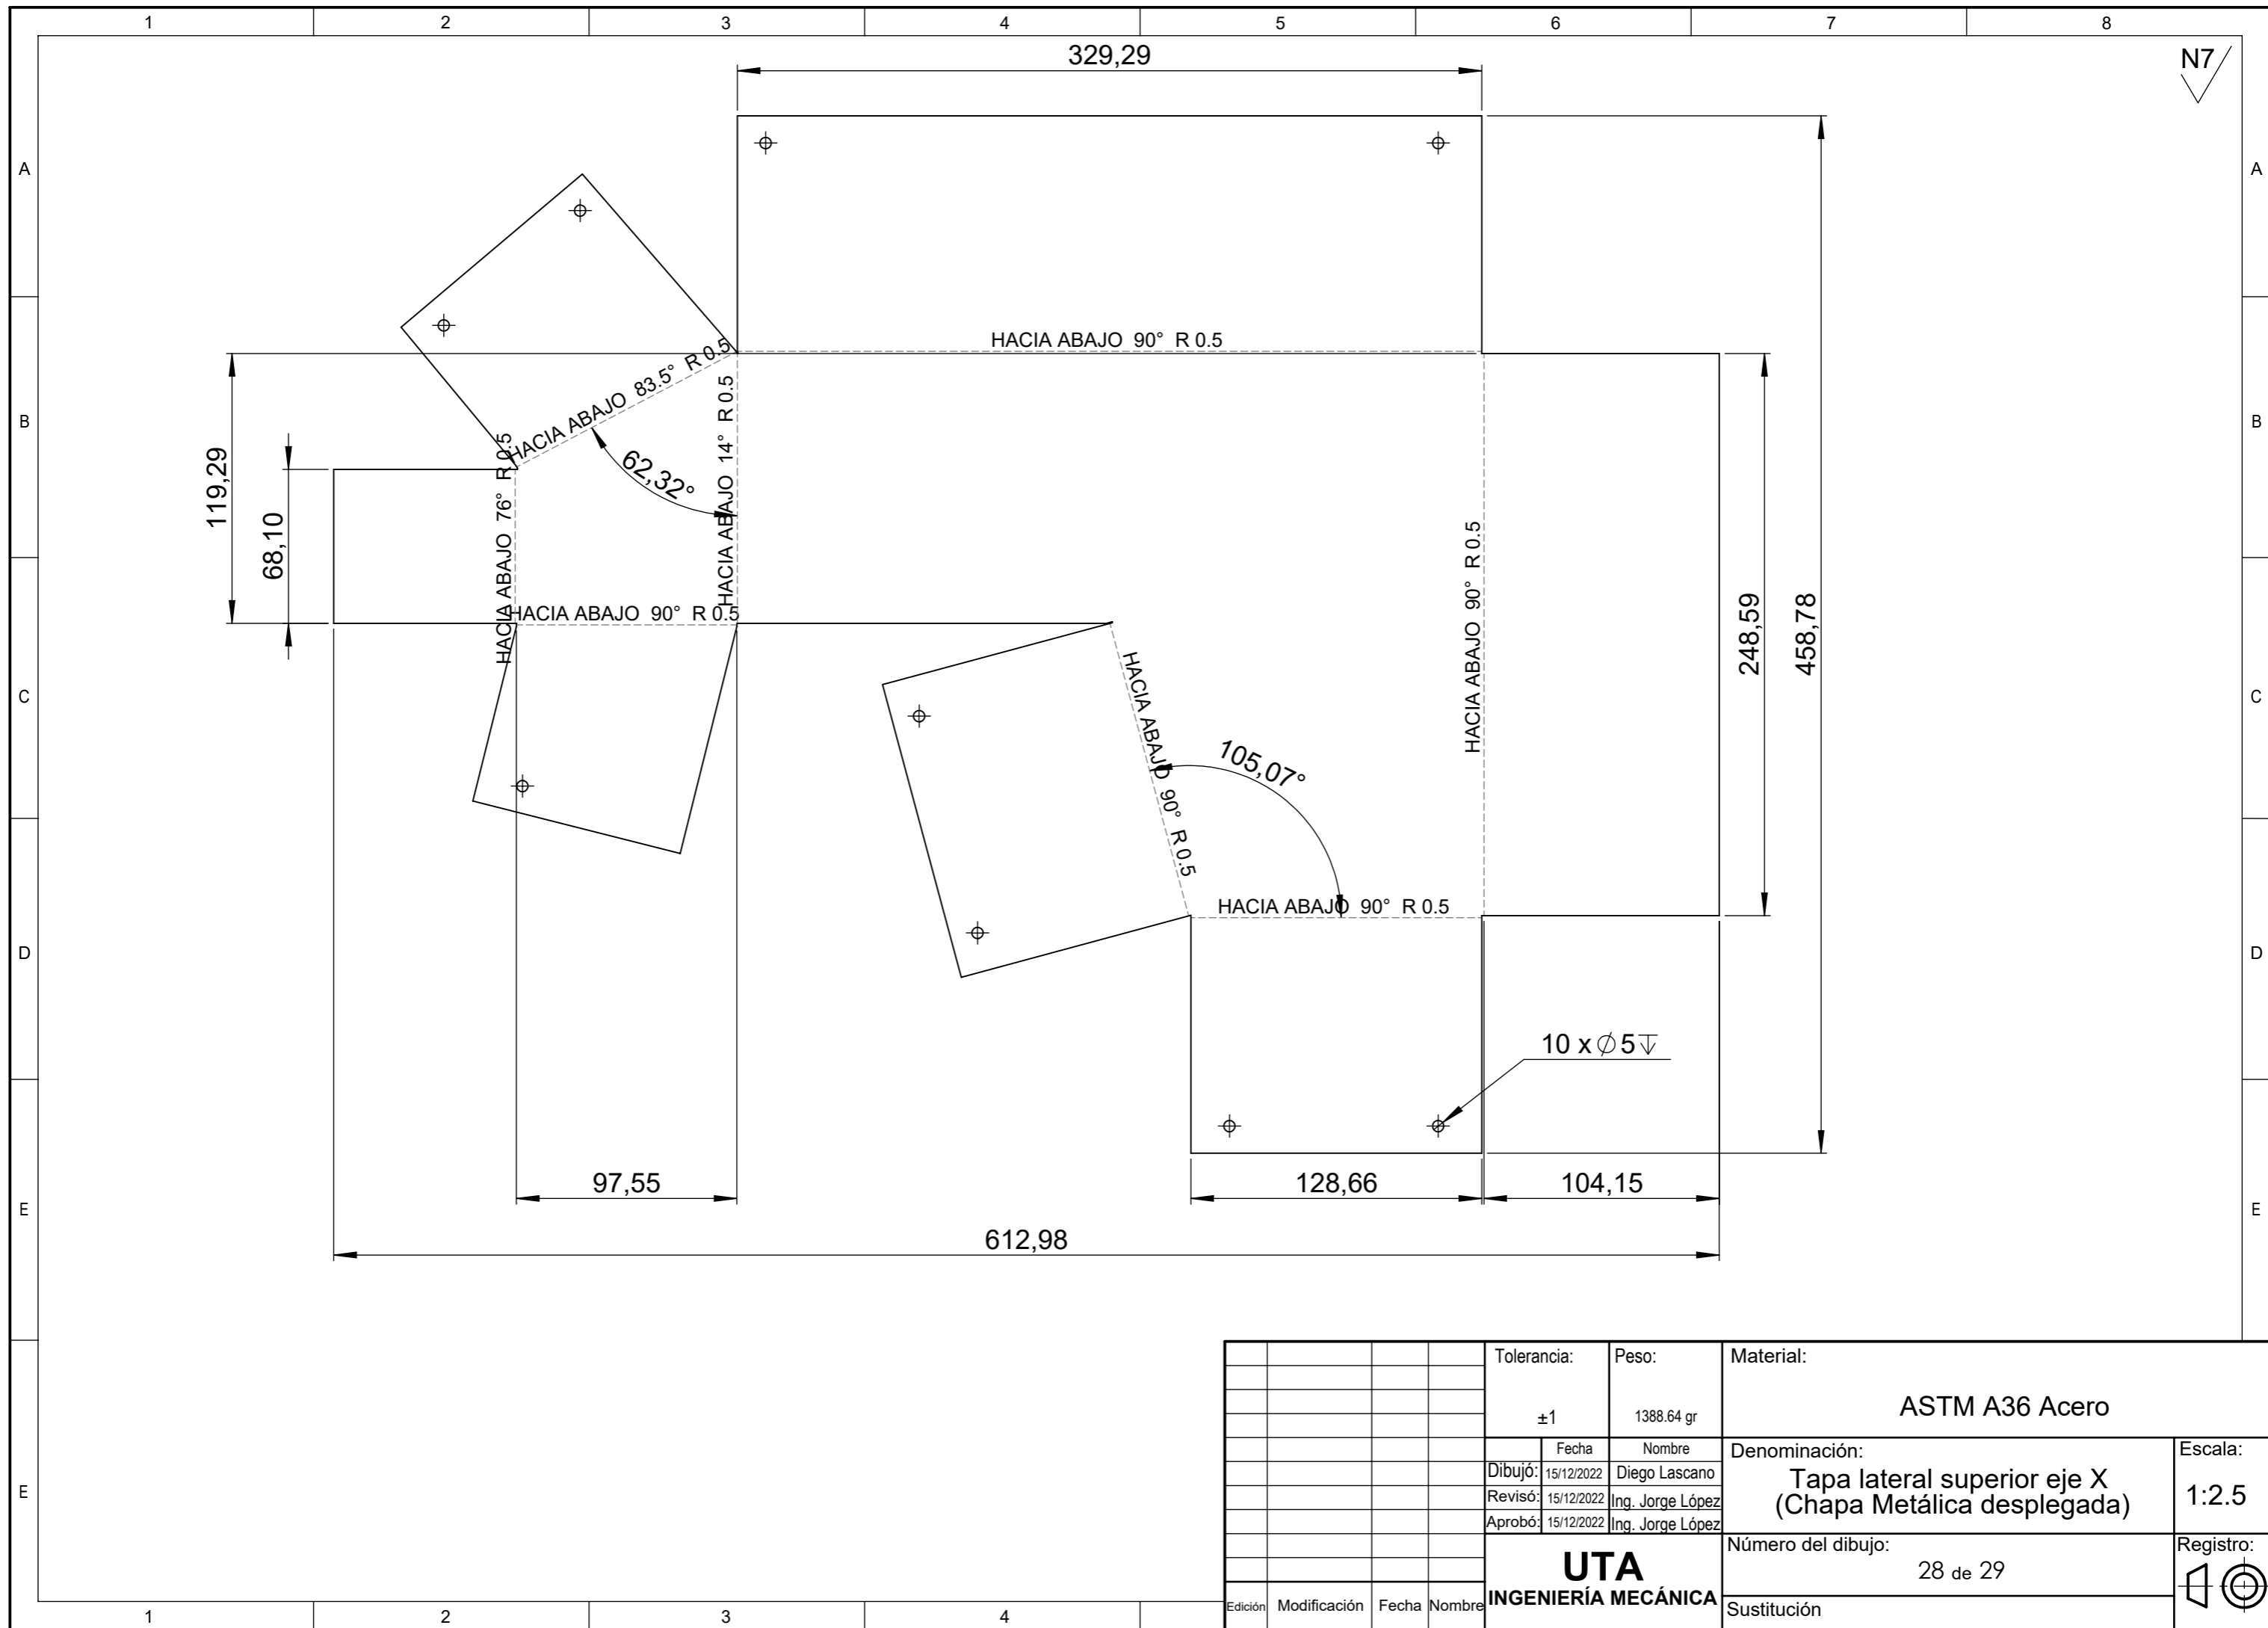 1 2 3 4 5 6 7 8
N7
329,29
A
A
HACIA ABAJO 90° R 0.5
HACIA ABAJO 83.5° R 0.5
HACIA ABAJO 14° R 0.5
B
B
HACIA ABAJO 76° R 0.5
62,32°
119,29
68,10
HACIA ABAJO 90° R 0.5
HACIA ABAJO 90° R 0.5
248,59
458,78
C
C
HACIA ABAJO 90° R 0.5
105,07°
HACIA ABAJO 90° R 0.5
D
D
10 x ∅ 5 ↧
97,55
128,66
104,15
E
E
612,98
E
Tolerancia:
±1
Peso:
1388.64 gr
Material:
ASTM A36 Acero
Fecha Nombre
Dibujó: 15/12/2022 Diego Lascano
Revisó: 15/12/2022 Ing. Jorge López
Aprobó: 15/12/2022 Ing. Jorge López
Denominación:
Tapa lateral superior eje X
(Chapa Metálica desplegada)
Escala:
1:2.5
UTA
INGENIERÍA MECÁNICA
Número del dibujo:
28 de 29
Registro:
Sustitución
Edición Modificación Fecha Nombre
1 2 3 4